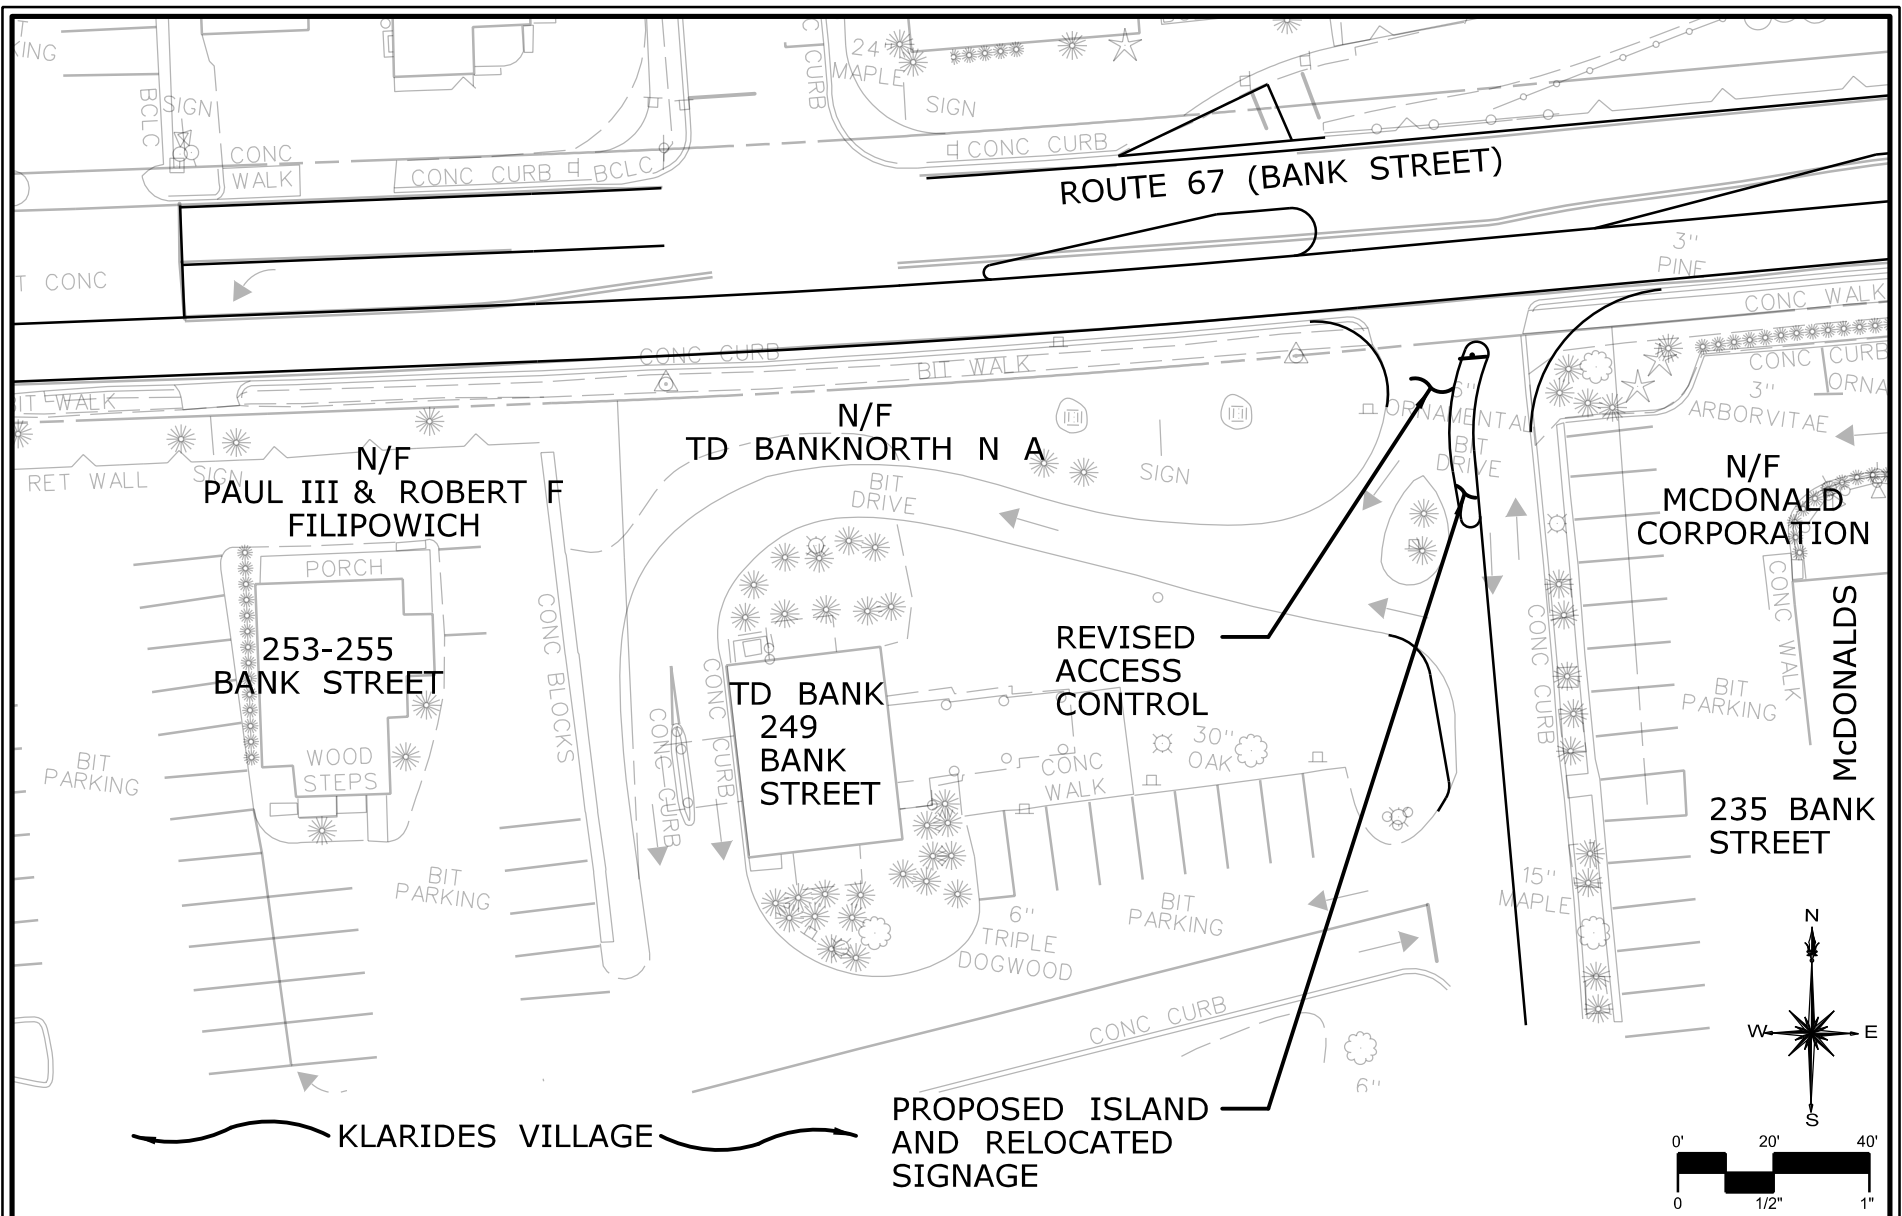 KING
BCLC
SIGN
CONC
WALK
CONC CURB
BCLC
CURB
24"
MAPLE
SIGN
CONC CURB
ROUTE 67 (BANK STREET)
T CONC
3"
PINE
CONC WALK
CONC CURB
BIT WALK
BIT WALK
CONC CURB
ORNA
3"
ARBORVITAE
6"
ORNAMENTAL
BIT
DRIVE
N/F
TD BANKNORTH N A
SIGN
RET WALL
SIGN
N/F
PAUL III & ROBERT F
FILIPOWICH
BIT
DRIVE
N/F
MCDONALD
CORPORATION
PORCH
CONC BLOCKS
253-255
BANK STREET
WOOD
STEPS
BIT
PARKING
CONC CURB
CONC CURB
TD BANK
249
BANK
STREET
REVISED
ACCESS
CONTROL
30"
OAK
CONC
WALK
CONC CURB
BIT
PARKING
CONC WALK
McDONALDS
235 BANK
STREET
BIT
PARKING
6"
TRIPLE
DOGWOOD
BIT
PARKING
15"
MAPLE
CONC CURB
6"
N
W
E
S
KLARIDES VILLAGE
PROPOSED ISLAND
AND RELOCATED
SIGNAGE
0' 20' 40'
0 1/2" 1"